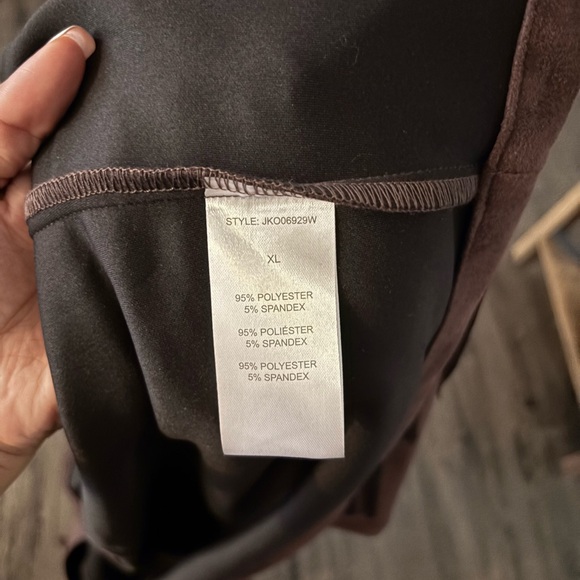 STYLE: JKO06929W
XL
95% POLYESTER
5% SPANDEX
95% POLIÉSTER
5% SPANDEX
95% POLYESTER
5% SPANDEX